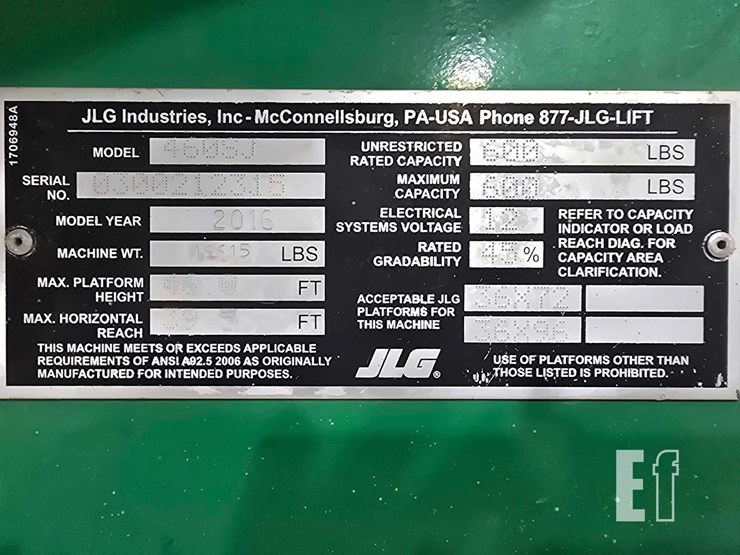 1706948A
JLG Industries, Inc - McConnellsburg, PA-USA Phone 877-JLG-LIFT
MODEL 460SJ
SERIAL NO. 0300212315
MODEL YEAR 2016
MACHINE WT. LBS
MAX. PLATFORM HEIGHT FT
MAX. HORIZONTAL REACH FT
THIS MACHINE MEETS OR EXCEEDS APPLICABLE
REQUIREMENTS OF ANSI A92.5 2006 AS ORIGINALLY
MANUFACTURED FOR INTENDED PURPOSES.
UNRESTRICTED RATED CAPACITY 600 LBS
MAXIMUM CAPACITY 600 LBS
ELECTRICAL SYSTEMS VOLTAGE 12
RATED GRADABILITY 45 %
REFER TO CAPACITY
INDICATOR OR LOAD
REACH DIAG. FOR
CAPACITY AREA
CLARIFICATION.
ACCEPTABLE JLG
PLATFORMS FOR
THIS MACHINE
36X72
36X96
JLG®
USE OF PLATFORMS OTHER THAN
THOSE LISTED IS PROHIBITED.
Ef